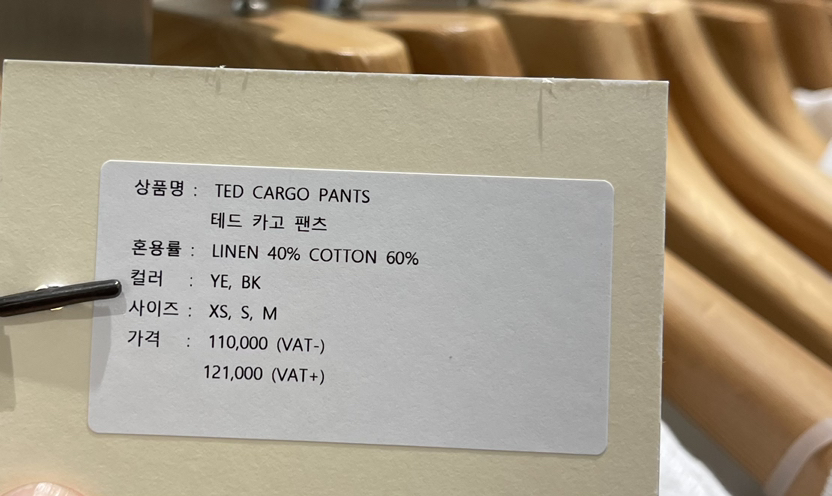 상품명 : TED CARGO PANTS
테드 카고 팬츠
혼용률 : LINEN 40% COTTON 60%
컬러 : YE, BK
사이즈 : XS, S, M
가격 : 110,000 (VAT-)
121,000 (VAT+)